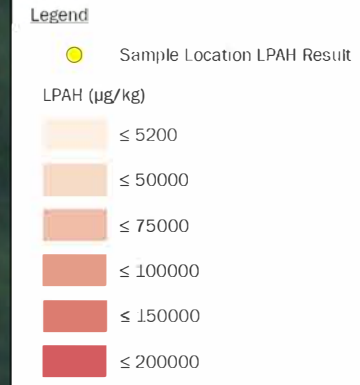 Legend
Sample Location LPAH Result
LPAH (µg/kg)
≤ 5200
≤ 50000
≤ 75000
≤ 100000
≤ 150000
≤ 200000